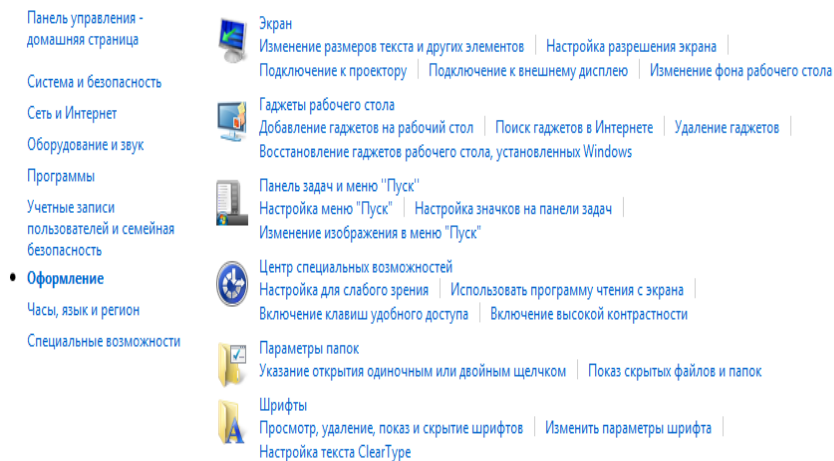 Панель управления -
домашняя страница
Система и безопасность
Сеть и Интернет
Оборудование и звук
Программы
Учетные записи
пользователей и семейная
безопасность
Оформление
Часы, язык и регион
Специальные возможности
Экран
Изменение размеров текста и других элементов | Настройка разрешения экрана |
Подключение к проектору | Подключение к внешнему дисплею | Изменение фона рабочего стола
Гаджеты рабочего стола
Добавление гаджетов на рабочий стол | Поиск гаджетов в Интернете | Удаление гаджетов |
Восстановление гаджетов рабочего стола, установленных Windows
Панель задач и меню "Пуск"
Настройка меню "Пуск" | Настройка значков на панели задач |
Изменение изображения в меню "Пуск"
Центр специальных возможностей
Настройка для слабого зрения | Использовать программу чтения с экрана |
Включение клавиш удобного доступа | Включение высокой контрастности
Параметры папок
Указание открытия одиночным или двойным щелчком | Показ скрытых файлов и папок
Шрифты
Просмотр, удаление, показ и скрытие шрифтов | Изменить параметры шрифта |
Настройка текста ClearType